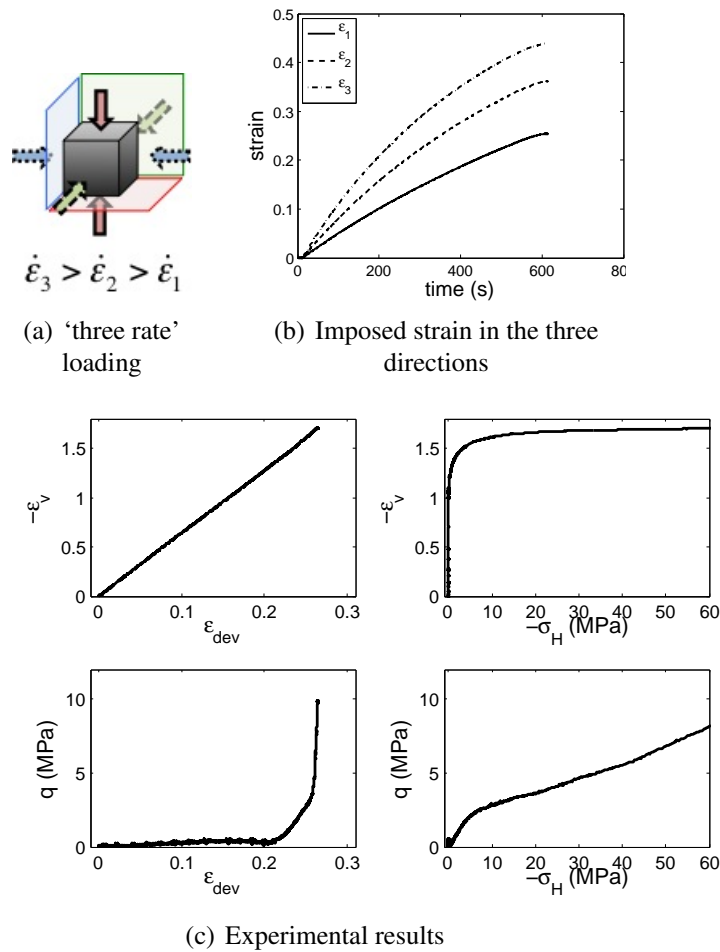 ε̇₃ > ε̇₂ > ε̇₁
(a) ‘three rate’
loading
0.5
0.4
0.3
0.2
0.1
0
strain
ε₁
ε₂
ε₃
0 200 400 600 80
time (s)
(b) Imposed strain in the three
directions
1.5
1
0.5
0
−εᵥ
0 0.1 0.2 0.3
ε_dev
1.5
1
0.5
0
−εᵥ
0 10 20 30 40 50 60
−σ_H (MPa)
10
5
0
q (MPa)
0 0.1 0.2 0.3
ε_dev
10
5
0
q (MPa)
0 10 20 30 40 50 60
−σ_H (MPa)
(c) Experimental results